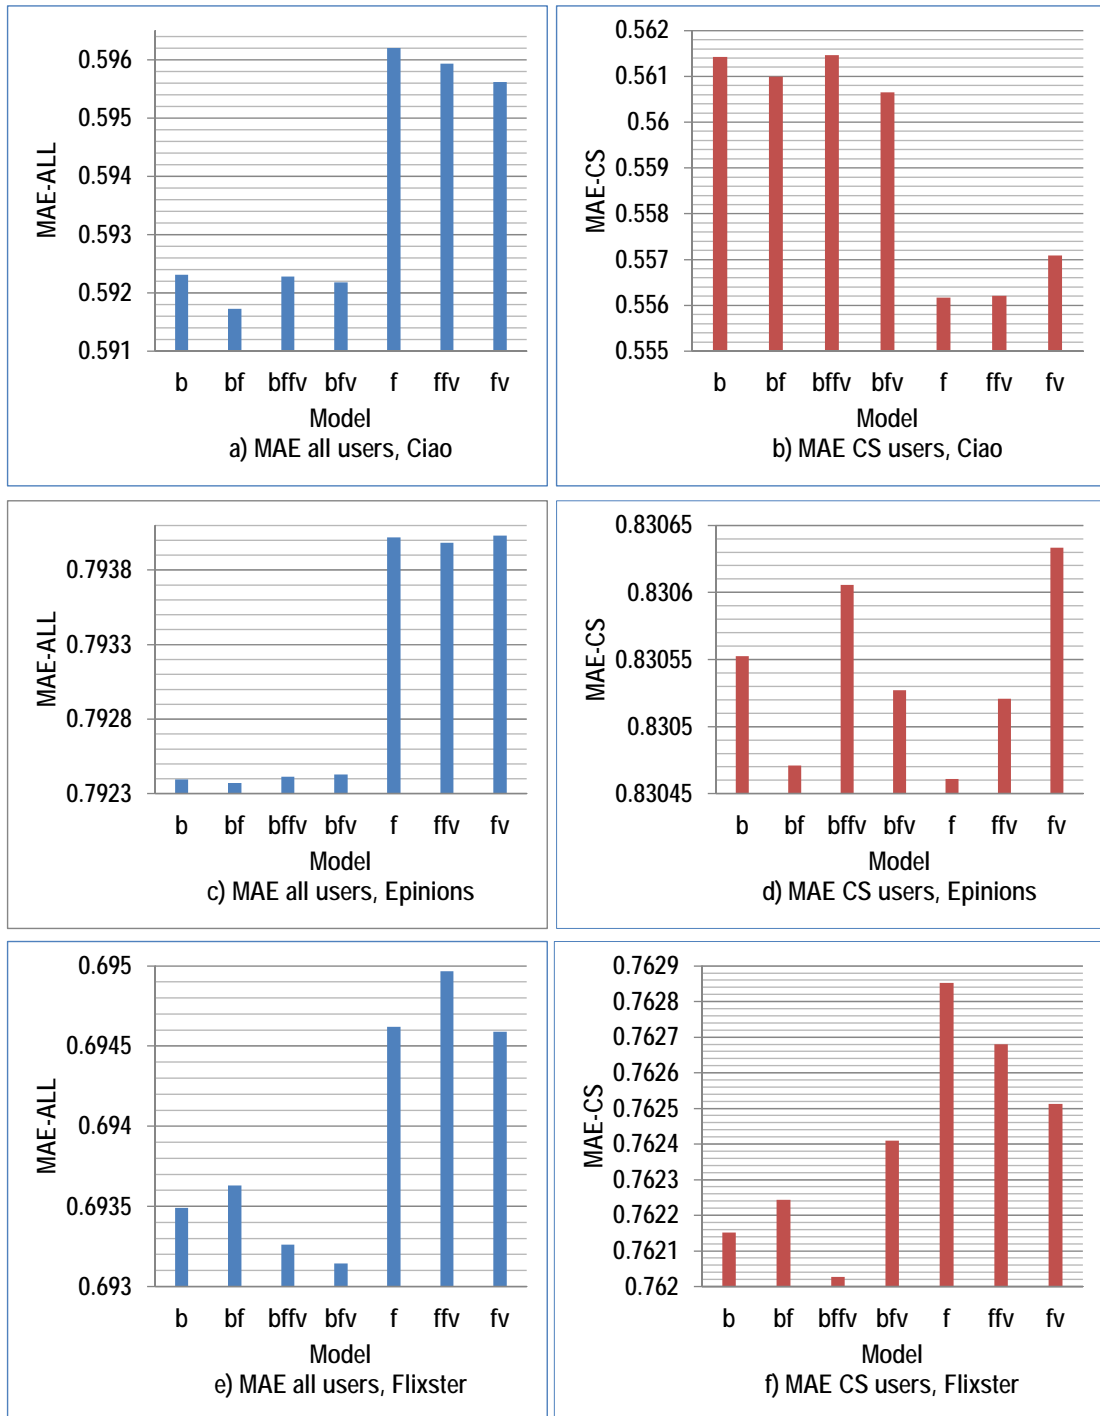 MAE-ALL
0.596
0.595
0.594
0.593
0.592
0.591
b bf bffv bfv f ffv fv
Model
a) MAE all users, Ciao
MAE-CS
0.562
0.561
0.56
0.559
0.558
0.557
0.556
0.555
b bf bffv bfv f ffv fv
Model
b) MAE CS users, Ciao
MAE-ALL
0.7938
0.7933
0.7928
0.7923
b bf bffv bfv f ffv fv
Model
c) MAE all users, Epinions
MAE-CS
0.83065
0.8306
0.83055
0.8305
0.83045
b bf bffv bfv f ffv fv
Model
d) MAE CS users, Epinions
MAE-ALL
0.695
0.6945
0.694
0.6935
0.693
b bf bffv bfv f ffv fv
Model
e) MAE all users, Flixster
MAE-CS
0.7629
0.7628
0.7627
0.7626
0.7625
0.7624
0.7623
0.7622
0.7621
0.762
b bf bffv bfv f ffv fv
Model
f) MAE CS users, Flixster